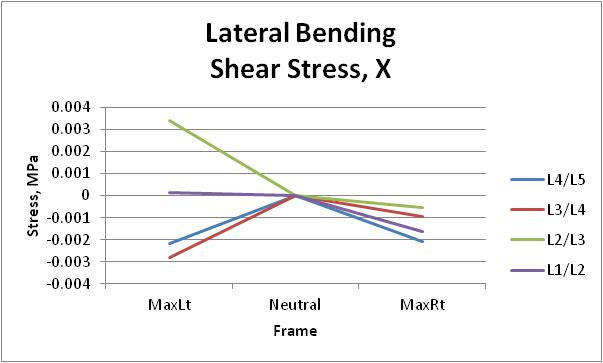 Lateral Bending
Shear Stress, X
0.004
0.003
0.002
0.001
0
-0.001
-0.002
-0.003
-0.004
Stress, MPa
MaxLt Neutral MaxRt
Frame
L4/L5
L3/L4
L2/L3
L1/L2